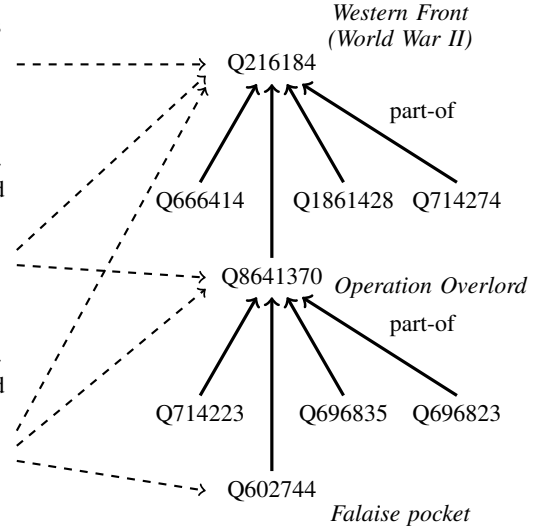 Western Front
(World War II)
Q216184
part-of
Q666414 Q1861428 Q714274
Q8641370 Operation Overlord
part-of
Q714223 Q696835 Q696823
Q602744
Falaise pocket